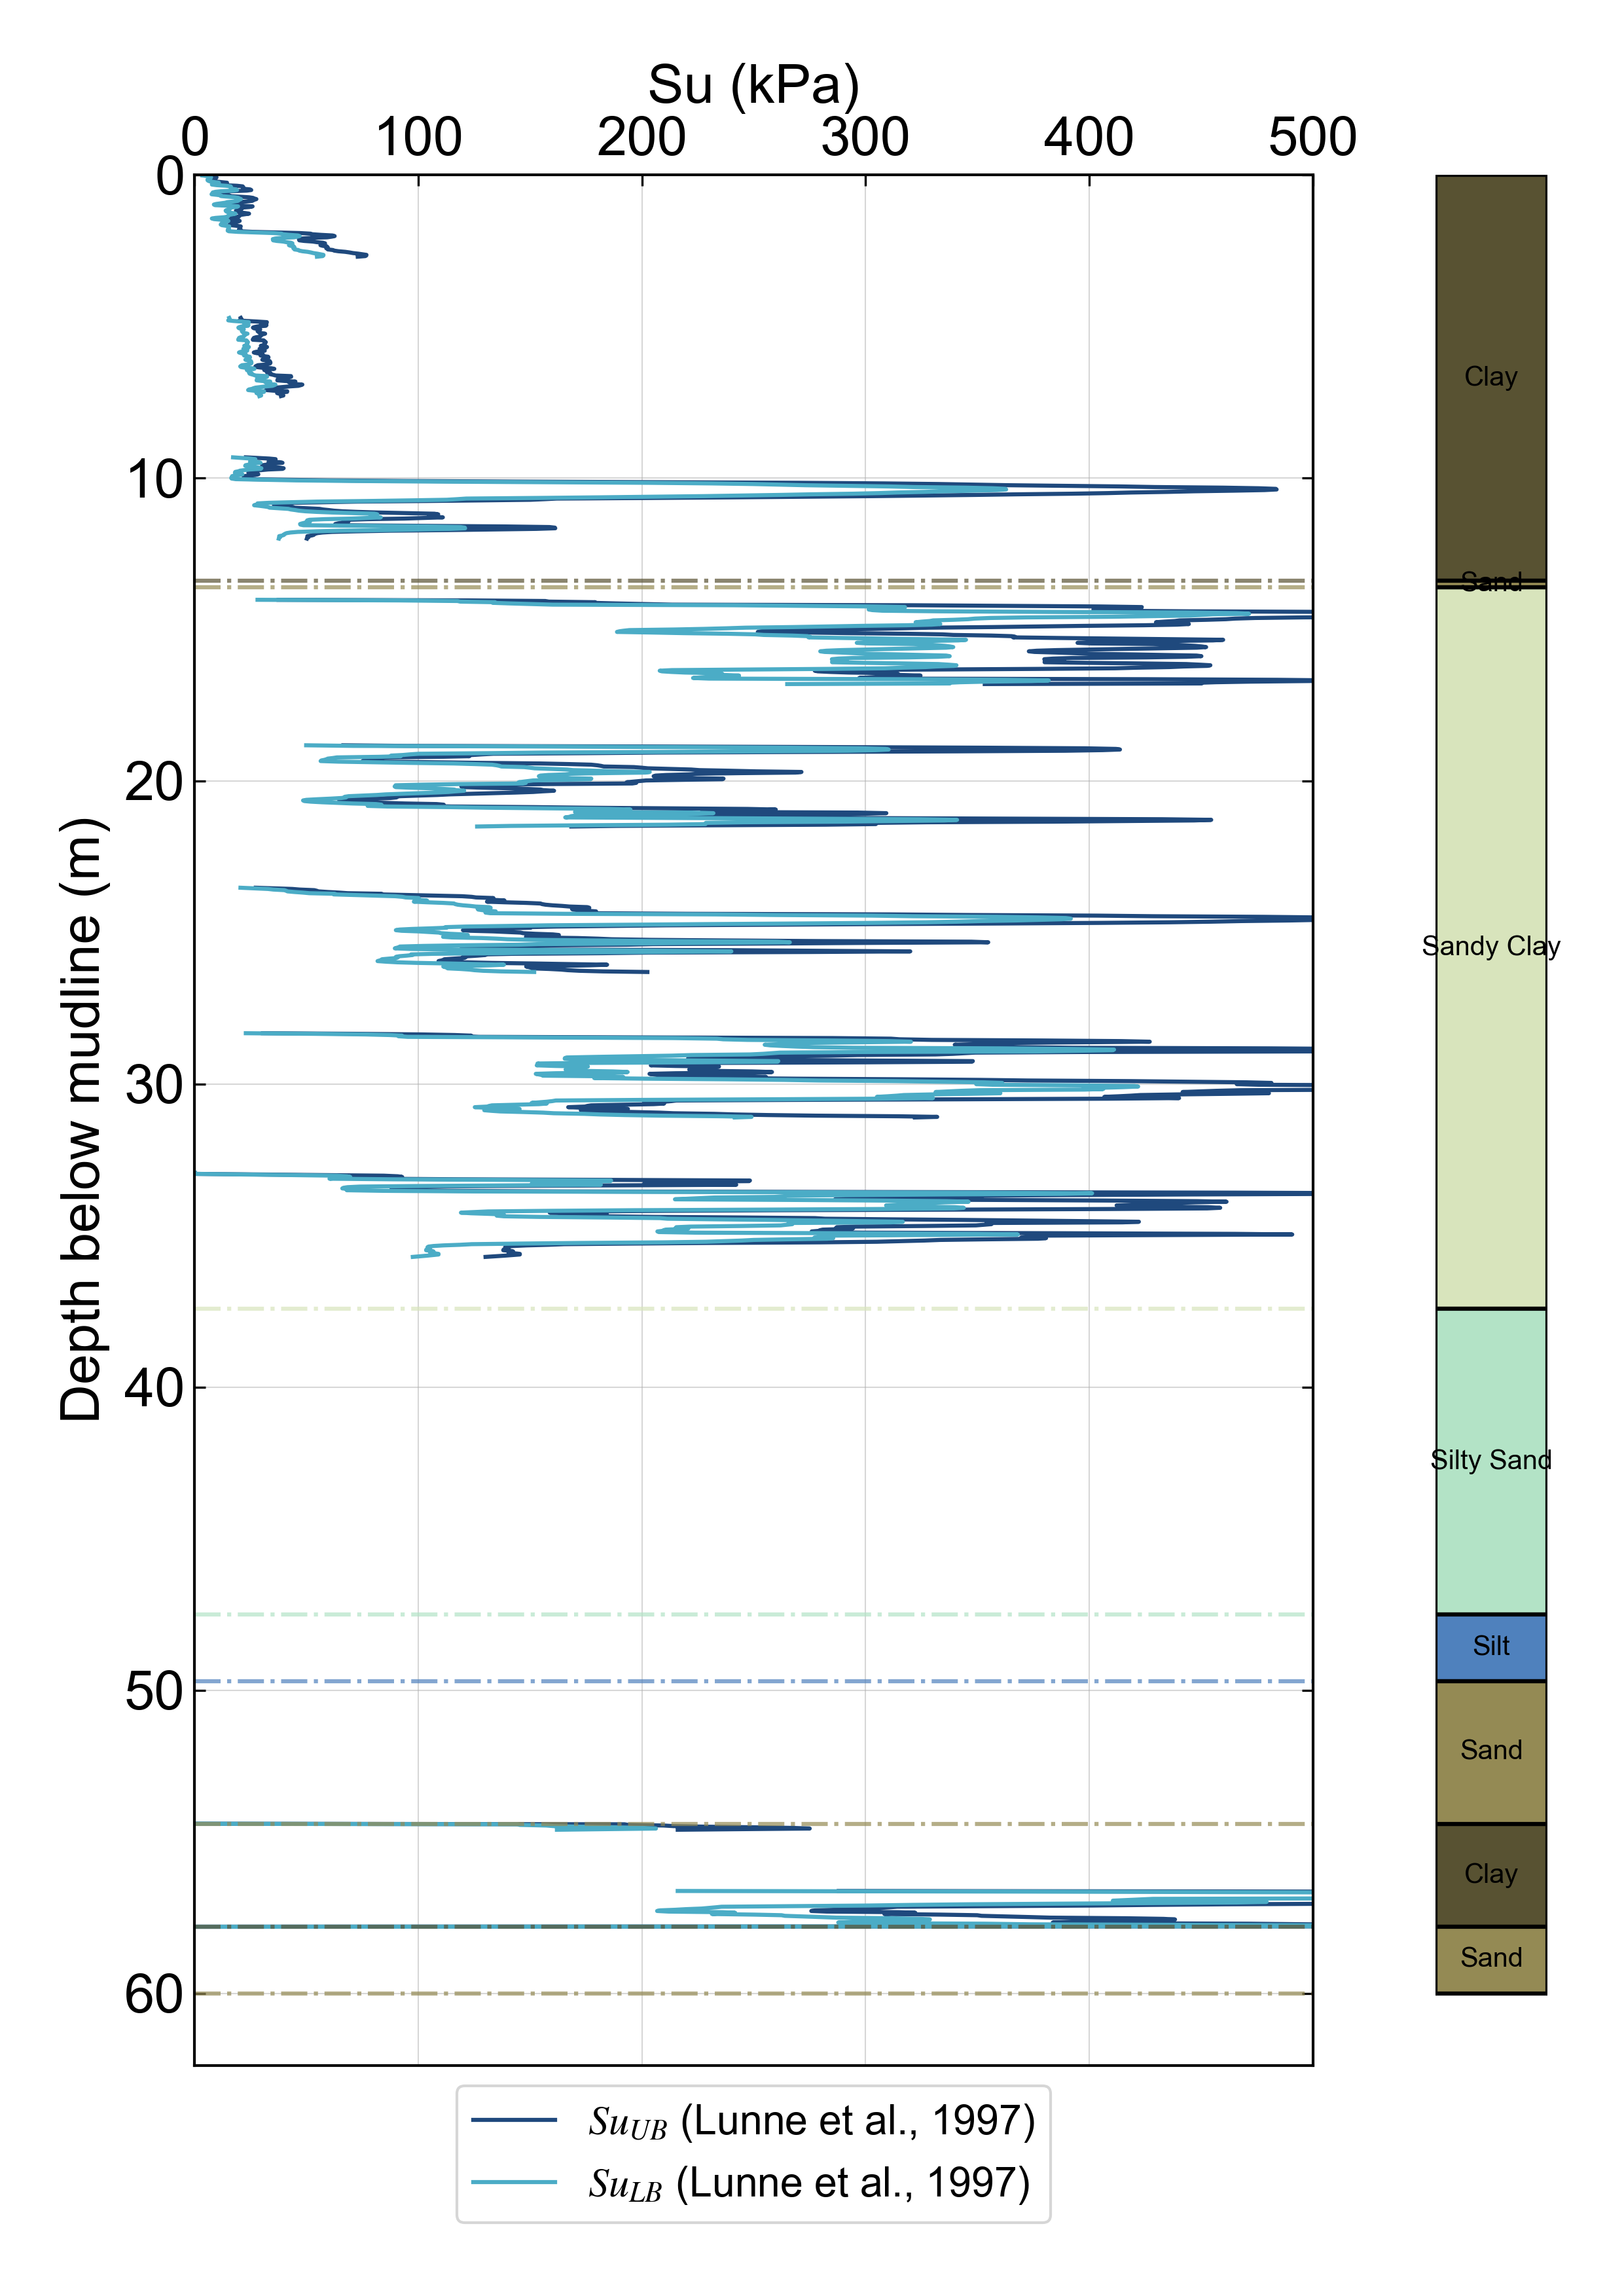 Su (kPa)
0 100 200 300 400 500
0
10
20
30
40
50
60
Depth below mudline (m)
Clay
Sand
Sandy Clay
Silty Sand
Silt
Sand
Clay
Sand
Su_UB (Lunne et al., 1997)
Su_LB (Lunne et al., 1997)